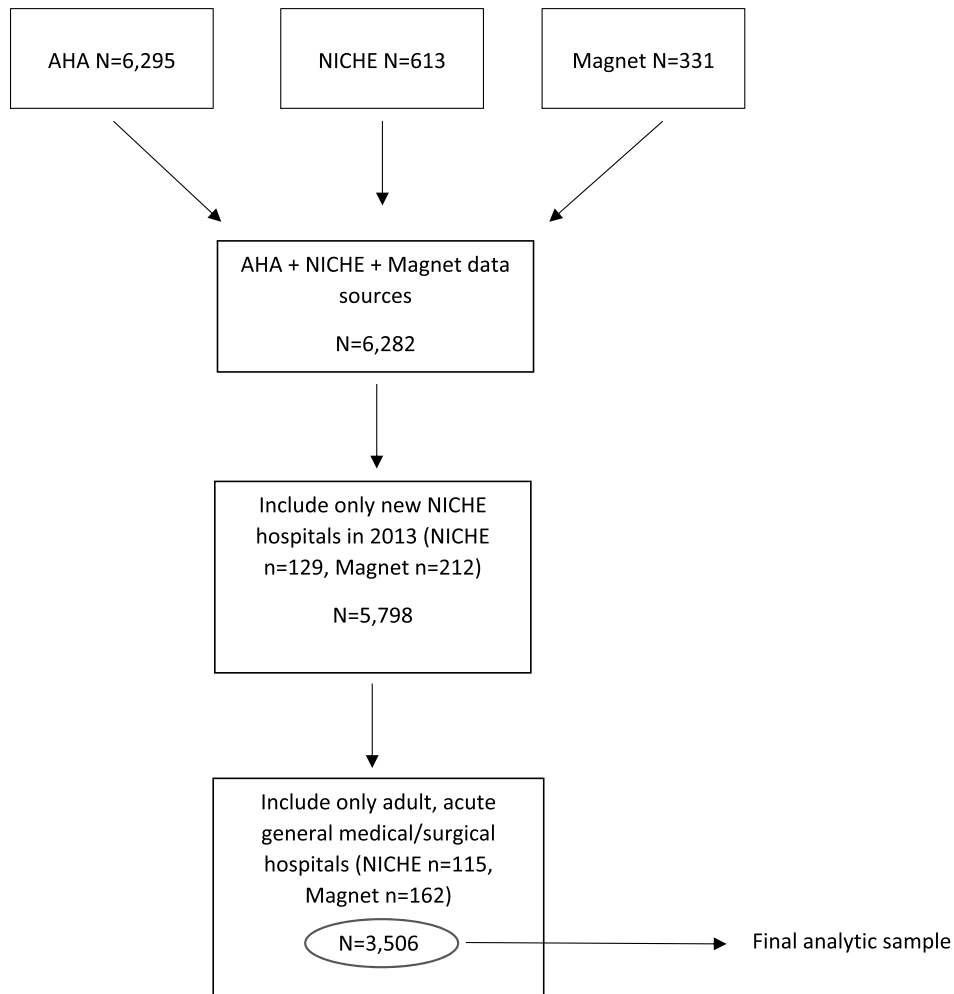 AHA N=6,295
NICHE N=613
Magnet N=331
AHA + NICHE + Magnet data
sources
N=6,282
Include only new NICHE
hospitals in 2013 (NICHE
n=129, Magnet n=212)
N=5,798
Include only adult, acute
general medical/surgical
hospitals (NICHE n=115,
Magnet n=162)
N=3,506
Final analytic sample